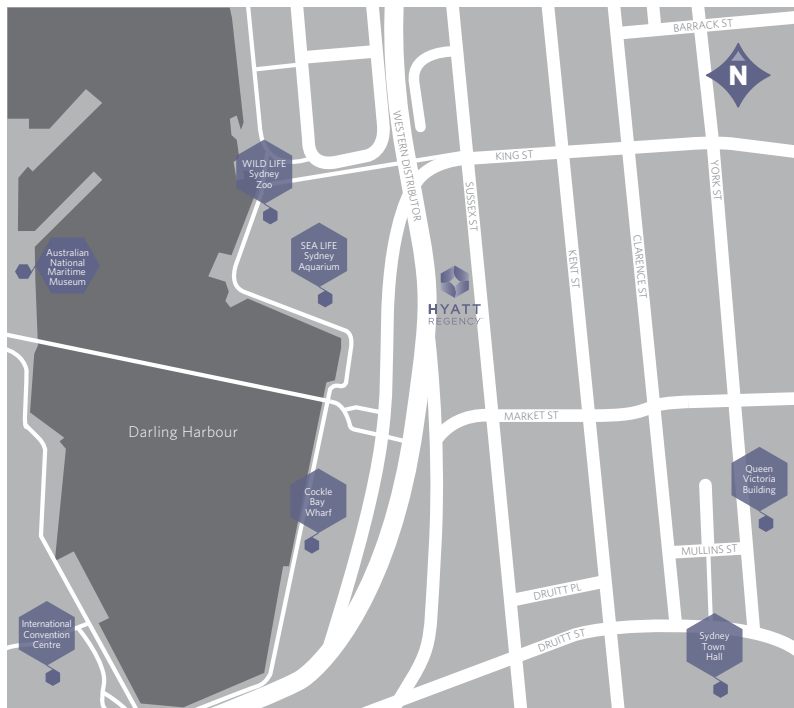 BARRACK ST
N
WESTERN DISTRIBUTOR
KING ST
WILD LIFE
Sydney
Zoo
YORK ST
SUSSEX ST
SEA LIFE
Sydney
Aquarium
KENT ST
CLARENCE ST
Australian
National
Maritime
Museum
HYATT
REGENCY
MARKET ST
Darling Harbour
Queen
Victoria
Building
Cockle
Bay
Wharf
MULLINS ST
DRUITT PL
International
Convention
Centre
DRUITT ST
Sydney
Town
Hall